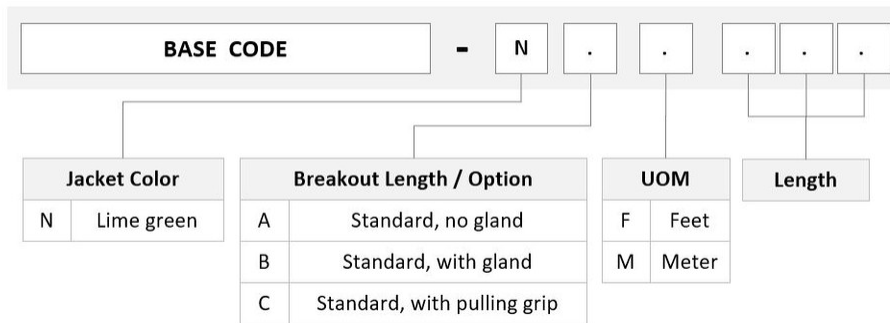 BASE CODE - N . . . . .
Jacket Color
N Lime green
Breakout Length / Option
A Standard, no gland
B Standard, with gland
C Standard, with pulling grip
UOM
F Feet
M Meter
Length